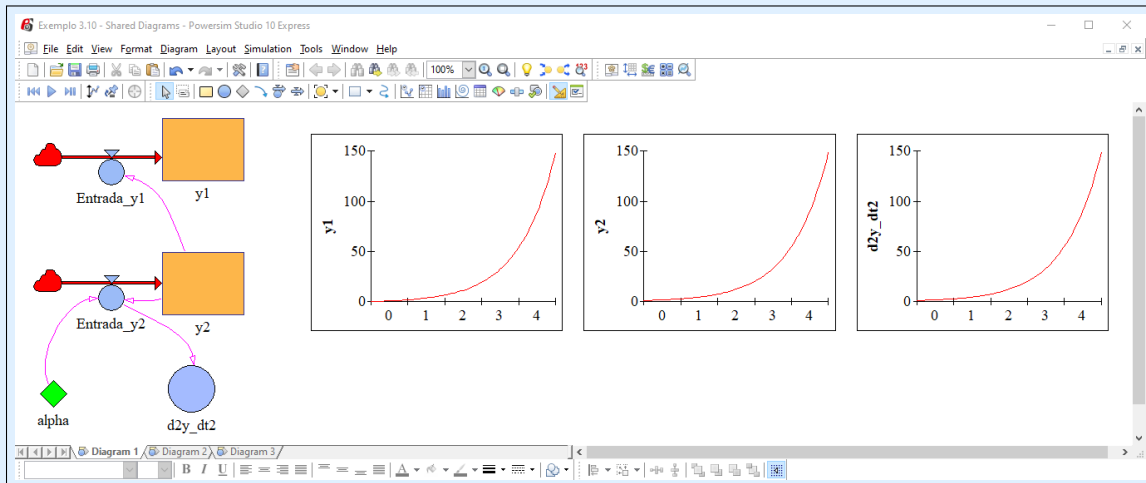 Exemplo 3.10 - Shared Diagrams - Powersim Studio 10 Express
File Edit View Format Diagram Layout Simulation Tools Window Help
100%
123
y1
Entrada_y1
y2
Entrada_y2
alpha
d2y_dt2
150
100
50
0
0 1 2 3 4
y1
150
100
50
0
0 1 2 3 4
y2
150
100
50
0
0 1 2 3 4
d2y_dt2
Diagram 1 Diagram 2 Diagram 3
B I U A